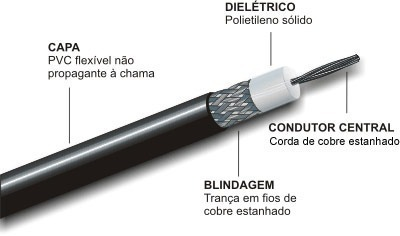 DIELÉTRICO
Polietileno sólido
CAPA
PVC flexível não
propagante à chama
CONDUTOR CENTRAL
Corda de cobre estanhado
BLINDAGEM
Trança em fios de
cobre estanhado